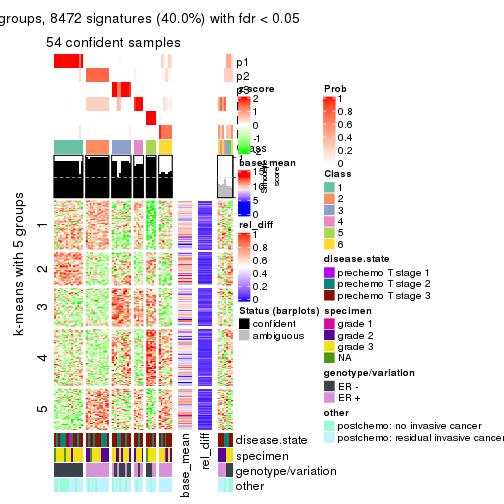 groups, 8472 signatures (40.0%) with fdr < 0.05
54 confident samples
p1
p2
z-score
2
1
0
-1
-2
base_mean
15
10
5
0
rel_diff
1
0.8
0.6
0.4
0.2
0
Status (barplots)
confident
ambiguous
Prob
1
0.8
0.6
0.4
0.2
0
Class
1
2
3
4
5
6
disease.state
prechemo T stage 1
prechemo T stage 2
prechemo T stage 3
specimen
grade 1
grade 2
grade 3
NA
genotype/variation
ER -
ER +
other
postchemo: no invasive cancer
postchemo: residual invasive cancer
k-means with 5 groups
1
2
3
4
5
base_mean
rel_diff
disease.state
specimen
genotype/variation
other